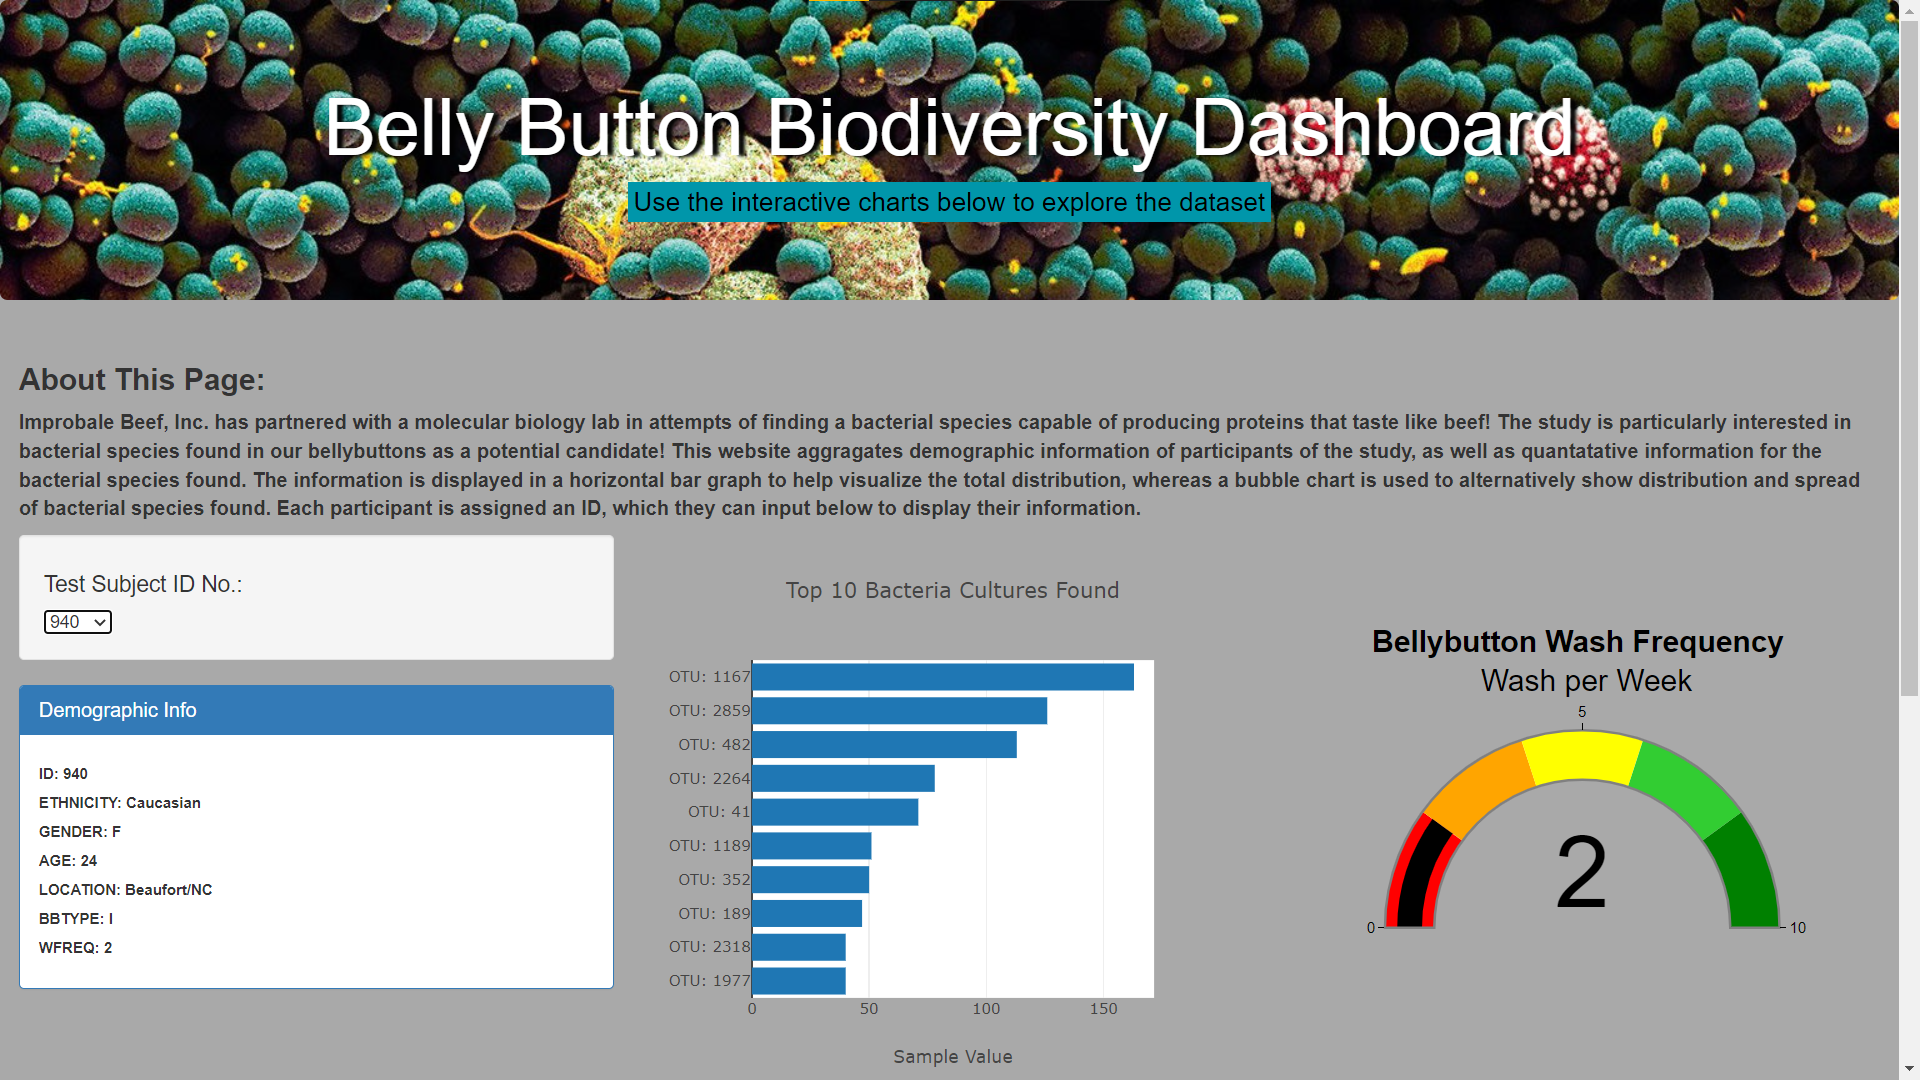 Belly Button Biodiversity Dashboard
Use the interactive charts below to explore the dataset
About This Page:
Improbale Beef, Inc. has partnered with a molecular biology lab in attempts of finding a bacterial species capable of producing proteins that taste like beef! The study is particularly interested in
bacterial species found in our bellybuttons as a potential candidate! This website aggragates demographic information of participants of the study, as well as quantatative information for the
bacterial species found. The information is displayed in a horizontal bar graph to help visualize the total distribution, whereas a bubble chart is used to alternatively show distribution and spread
of bacterial species found. Each participant is assigned an ID, which they can input below to display their information.
Test Subject ID No.:
940
Demographic Info
ID: 940
ETHNICITY: Caucasian
GENDER: F
AGE: 24
LOCATION: Beaufort/NC
BBTYPE: I
WFREQ: 2
Top 10 Bacteria Cultures Found
OTU: 1167
OTU: 2859
OTU: 482
OTU: 2264
OTU: 41
OTU: 1189
OTU: 352
OTU: 189
OTU: 2318
OTU: 1977
0 50 100 150
Sample Value
Bellybutton Wash Frequency
Wash per Week
5
2
0 10